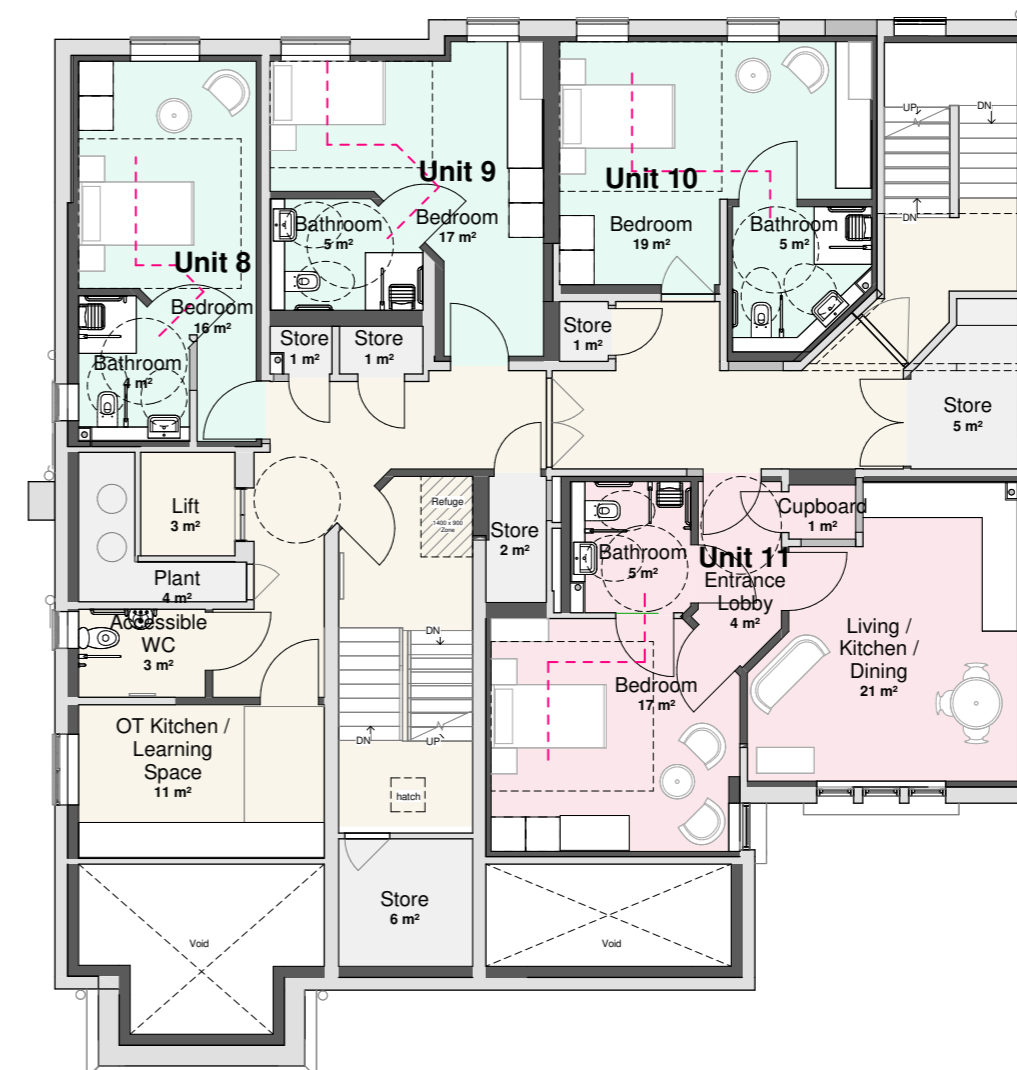 Unit 8
Bedroom
16 m²
Bathroom
4 m²
Unit 9
Bathroom
5 m²
Bedroom
17 m²
Unit 10
Bedroom
19 m²
Bathroom
5 m²
UP
DN
DN
Store
1 m²
Store
1 m²
Store
1 m²
Store
5 m²
Lift
3 m²
Plant
4 m²
Refuge
1400 x 900
Zone
Store
2 m²
Bathroom
5 m²
Unit 11
Entrance
Lobby
4 m²
Cupboard
1 m²
Accessible
WC
3 m²
DN
Living /
Kitchen /
Dining
21 m²
Bedroom
17 m²
OT Kitchen /
Learning
Space
11 m²
DN
UP
hatch
Store
6 m²
Void
Void